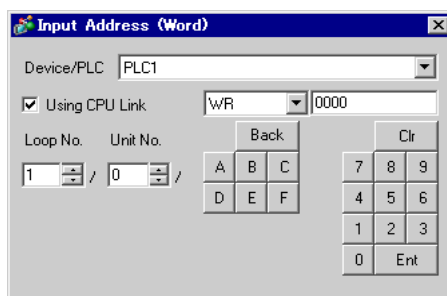 Input Address (Word)
Device/PLC PLC1
Using CPU Link WR 0000
Loop No. Unit No. Back Clr
1 / 0 / A B C 7 8 9
D E F 4 5 6
1 2 3
0 Ent